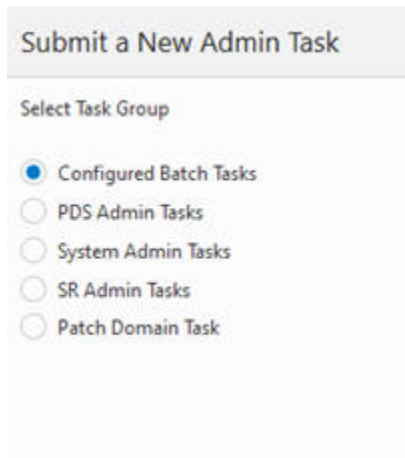 Submit a New Admin Task
Select Task Group
Configured Batch Tasks
PDS Admin Tasks
System Admin Tasks
SR Admin Tasks
Patch Domain Task